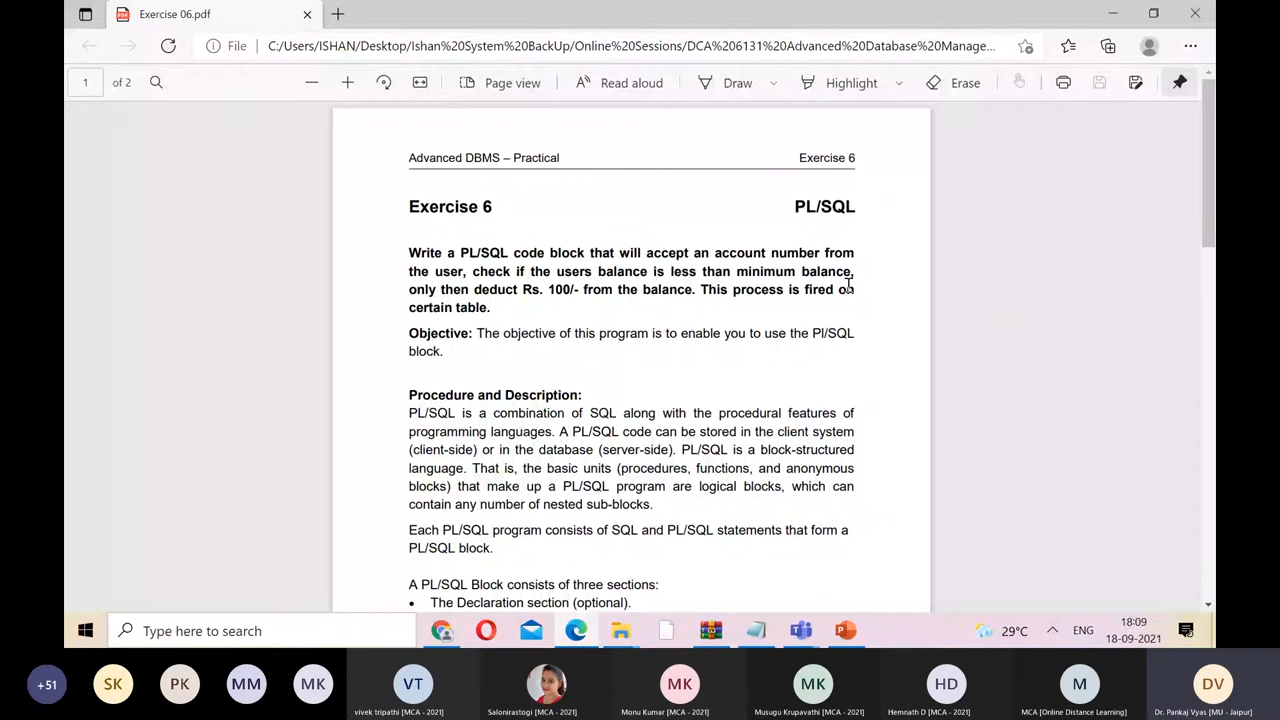 Exercise 06.pdf
File C:/Users/ISHAN/Desktop/Ishan%20System%20BackUp/Online%20Sessions/DCA%206131%20Advanced%20Database%20Manage...
1 of 2 Page view Read aloud Draw Highlight Erase
Advanced DBMS – Practical Exercise 6
Exercise 6 PL/SQL
Write a PL/SQL code block that will accept an account number from
the user, check if the users balance is less than minimum balance,
only then deduct Rs. 100/- from the balance. This process is fired on
certain table.
Objective: The objective of this program is to enable you to use the Pl/SQL
block.
Procedure and Description:
PL/SQL is a combination of SQL along with the procedural features of
programming languages. A PL/SQL code can be stored in the client system
(client-side) or in the database (server-side). PL/SQL is a block-structured
language. That is, the basic units (procedures, functions, and anonymous
blocks) that make up a PL/SQL program are logical blocks, which can
contain any number of nested sub-blocks.
Each PL/SQL program consists of SQL and PL/SQL statements that form a
PL/SQL block.
A PL/SQL Block consists of three sections:
• The Declaration section (optional).
Type here to search 29°C ENG 18:09
18-09-2021
+51 SK PK MM MK VT MK MK HD M DV
vivek tripathi [MCA - 2021] Salonirastogi [MCA - 2021] Monu Kumar [MCA - 2021] Musugu Krupavathi [MCA - 2021] Hemnath D [MCA - 2021] MCA [Online Distance Learning] Dr. Pankaj Vyas [MU - Jaipur]